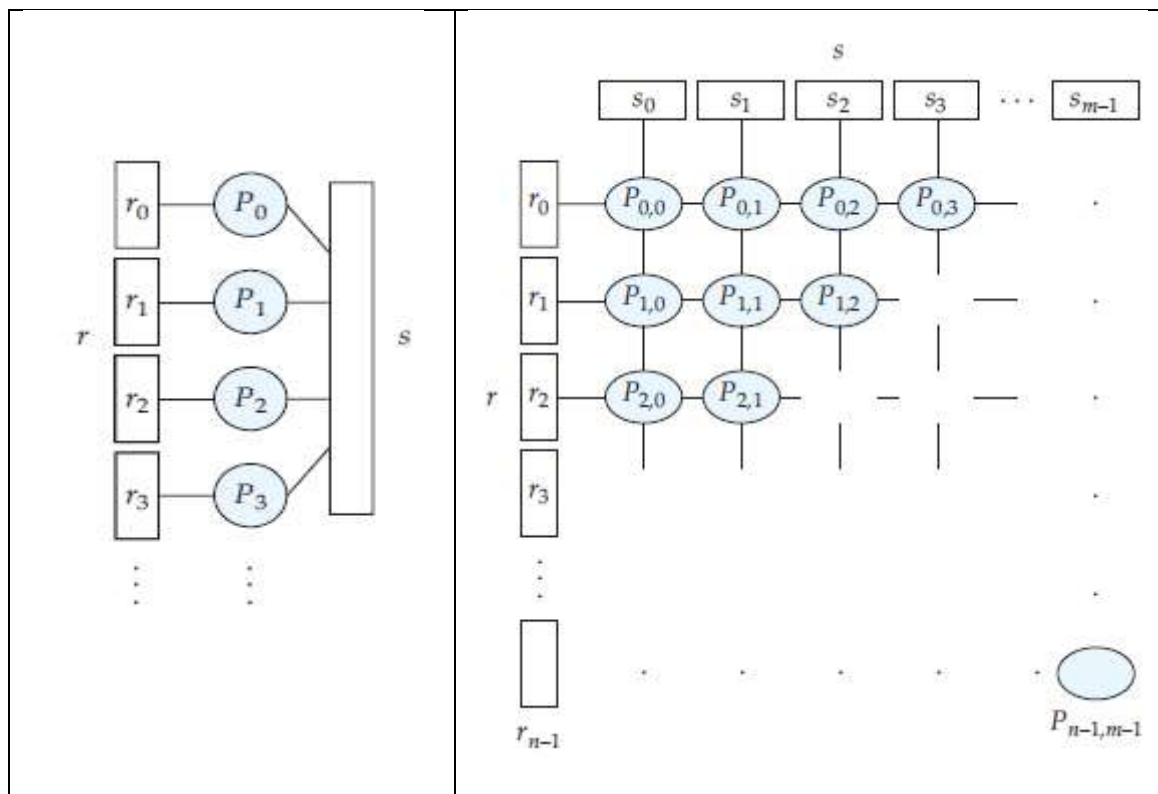 r₀ P₀
r₁ P₁
r s
r₂ P₂
r₃ P₃
s
s₀ s₁ s₂ s₃ ··· sₘ₋₁
r₀ P₀,₀ P₀,₁ P₀,₂ P₀,₃
r₁ P₁,₀ P₁,₁ P₁,₂
r r₂ P₂,₀ P₂,₁
r₃
rₙ₋₁
Pₙ₋₁,ₘ₋₁